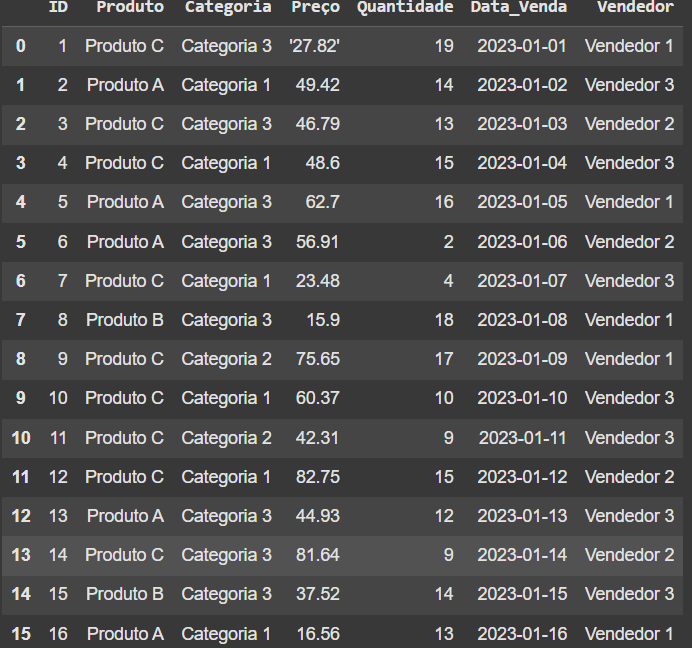 ID Produto Categoria Preço Quantidade Data_Venda Vendedor
0 1 Produto C Categoria 3 '27.82' 19 2023-01-01 Vendedor 1
1 2 Produto A Categoria 1 49.42 14 2023-01-02 Vendedor 3
2 3 Produto C Categoria 3 46.79 13 2023-01-03 Vendedor 2
3 4 Produto C Categoria 1 48.6 15 2023-01-04 Vendedor 3
4 5 Produto A Categoria 3 62.7 16 2023-01-05 Vendedor 1
5 6 Produto A Categoria 3 56.91 2 2023-01-06 Vendedor 2
6 7 Produto C Categoria 1 23.48 4 2023-01-07 Vendedor 3
7 8 Produto B Categoria 3 15.9 18 2023-01-08 Vendedor 1
8 9 Produto C Categoria 2 75.65 17 2023-01-09 Vendedor 1
9 10 Produto C Categoria 1 60.37 10 2023-01-10 Vendedor 3
10 11 Produto C Categoria 2 42.31 9 2023-01-11 Vendedor 3
11 12 Produto C Categoria 1 82.75 15 2023-01-12 Vendedor 2
12 13 Produto A Categoria 3 44.93 12 2023-01-13 Vendedor 3
13 14 Produto C Categoria 3 81.64 9 2023-01-14 Vendedor 2
14 15 Produto B Categoria 3 37.52 14 2023-01-15 Vendedor 3
15 16 Produto A Categoria 1 16.56 13 2023-01-16 Vendedor 1